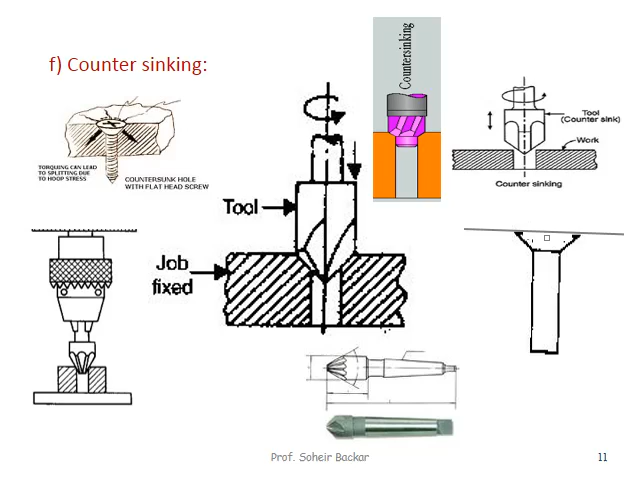 f) Counter sinking:
Countersinking
TORQUING CAN LEAD
TO SPLITTING DUE
TO HOOP STRESS
COUNTERSUNK HOLE
WITH FLAT HEAD SCREW
Tool
(Counter sink)
Work
Counter sinking
Tool
Job
fixed
Prof. Soheir Backar
11